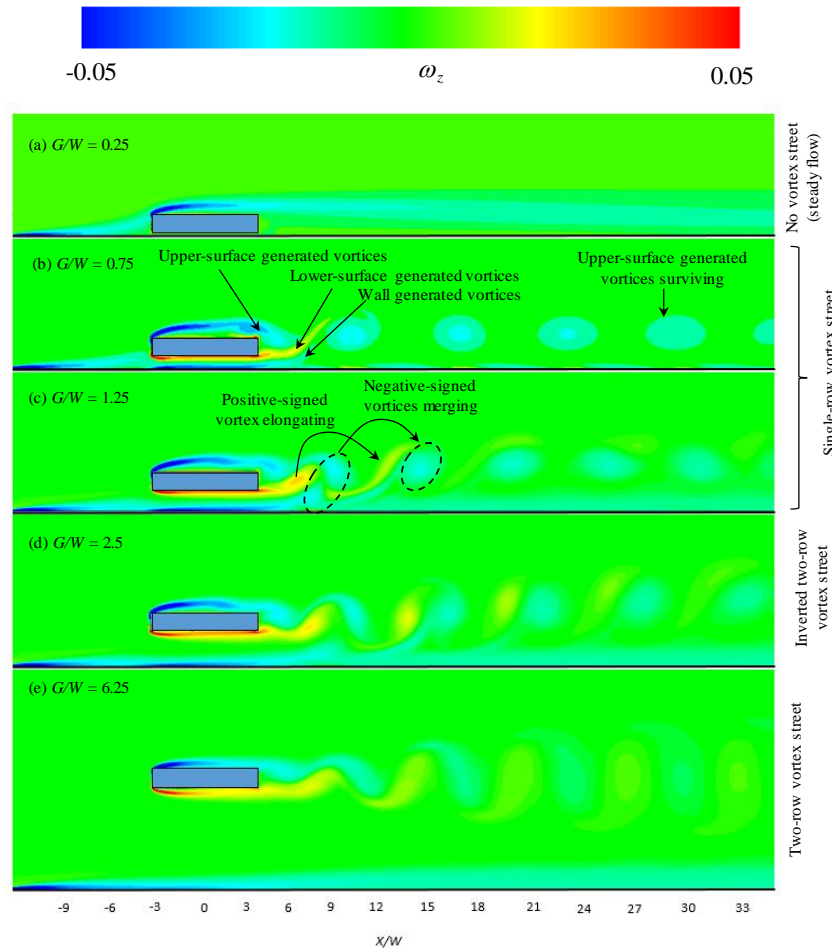 -0.05
ω_z
0.05
(a) G/W = 0.25
No vortex street
(steady flow)
(b) G/W = 0.75
Upper-surface generated vortices
Lower-surface generated vortices
Wall generated vortices
Upper-surface generated
vortices surviving
(c) G/W = 1.25
Positive-signed
vortex elongating
Negative-signed
vortices merging
Single-row vortex street
(d) G/W = 2.5
Inverted two-row
vortex street
(e) G/W = 6.25
Two-row vortex street
-9 -6 -3 0 3 6 9 12 15 18 21 24 27 30 33
X/W